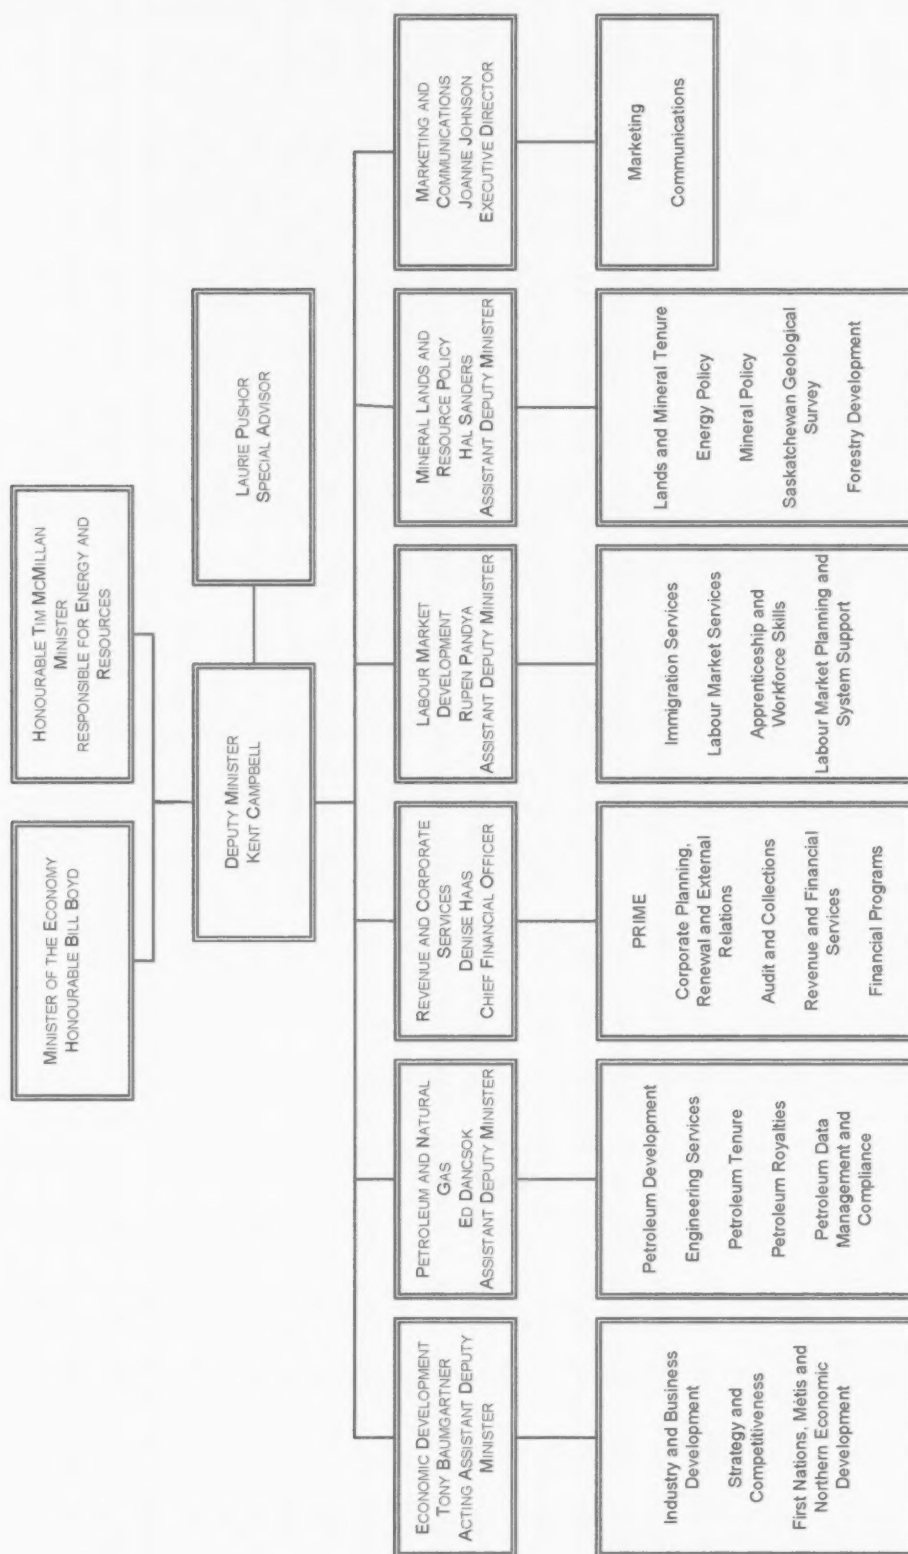 MINISTER OF THE ECONOMY
HONOURABLE BILL BOYD
HONOURABLE TIM MCMILLAN
MINISTER
RESPONSIBLE FOR ENERGY AND
RESOURCES
DEPUTY MINISTER
KENT CAMPBELL
LAURIE PUSHOR
SPECIAL ADVISOR
ECONOMIC DEVELOPMENT
TONY BAUMGARTNER
ACTING ASSISTANT DEPUTY
MINISTER
PETROLEUM AND NATURAL
GAS
ED DANCSOK
ASSISTANT DEPUTY MINISTER
REVENUE AND CORPORATE
SERVICES
DENISE HAAS
CHIEF FINANCIAL OFFICER
LABOUR MARKET
DEVELOPMENT
RUPEN PANDYA
ASSISTANT DEPUTY MINISTER
MINERAL LANDS AND
RESOURCE POLICY
HAL SANDERS
ASSISTANT DEPUTY MINISTER
MARKETING AND
COMMUNICATIONS
JOANNE JOHNSON
EXECUTIVE DIRECTOR
Industry and Business
Development
Strategy and
Competitiveness
First Nations, Métis and
Northern Economic
Development
Petroleum Development
Engineering Services
Petroleum Tenure
Petroleum Royalties
Petroleum Data
Management and
Compliance
PRIME
Corporate Planning,
Renewal and External
Relations
Audit and Collections
Revenue and Financial
Services
Financial Programs
Immigration Services
Labour Market Services
Apprenticeship and
Workforce Skills
Labour Market Planning and
System Support
Lands and Mineral Tenure
Energy Policy
Mineral Policy
Saskatchewan Geological
Survey
Forestry Development
Marketing
Communications